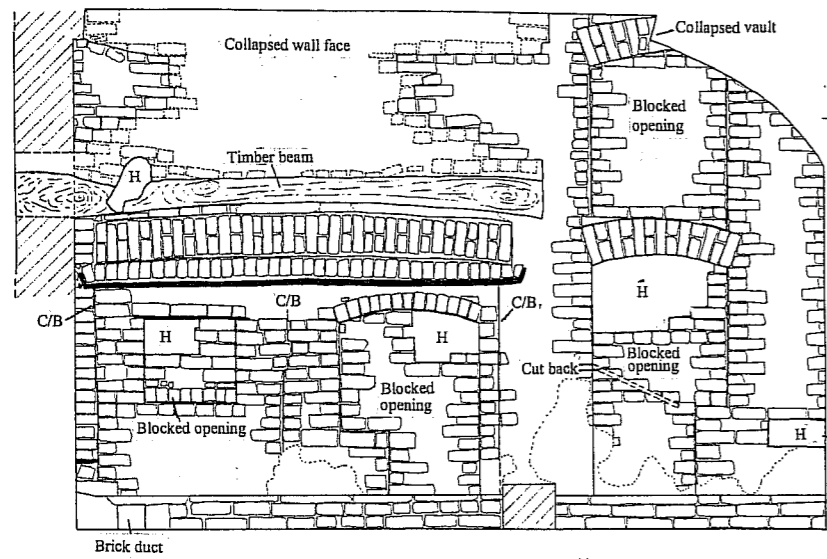 Collapsed wall face
Collapsed vault
Blocked
opening
H
Timber beam
C/B
C/B
C/B
H
H
H
Blocked
opening
Cut back
Blocked
opening
Blocked opening
H
Brick duct